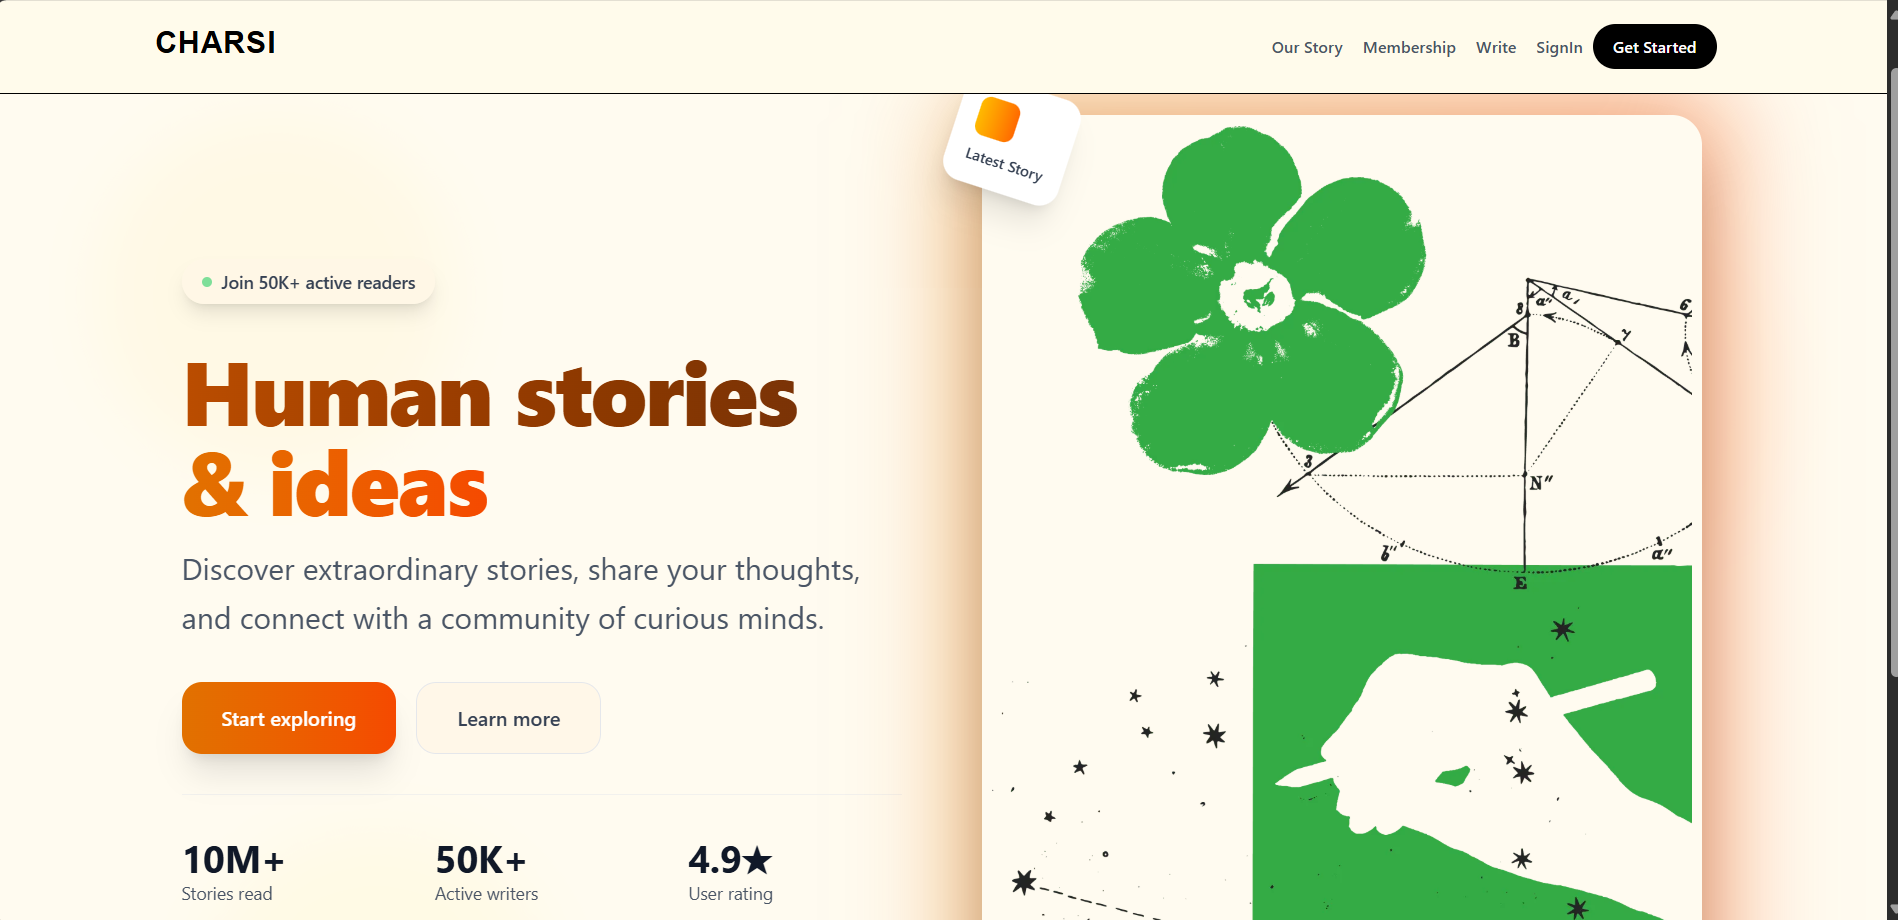 CHARSI
Our Story
Membership
Write
SignIn
Get Started
Latest Story
Join 50K+ active readers
Human stories
& ideas
Discover extraordinary stories, share your thoughts,
and connect with a community of curious minds.
Start exploring
Learn more
10M+
Stories read
50K+
Active writers
4.9★
User rating
a"
a,
6
8
B
3
N"
b"
a"
E